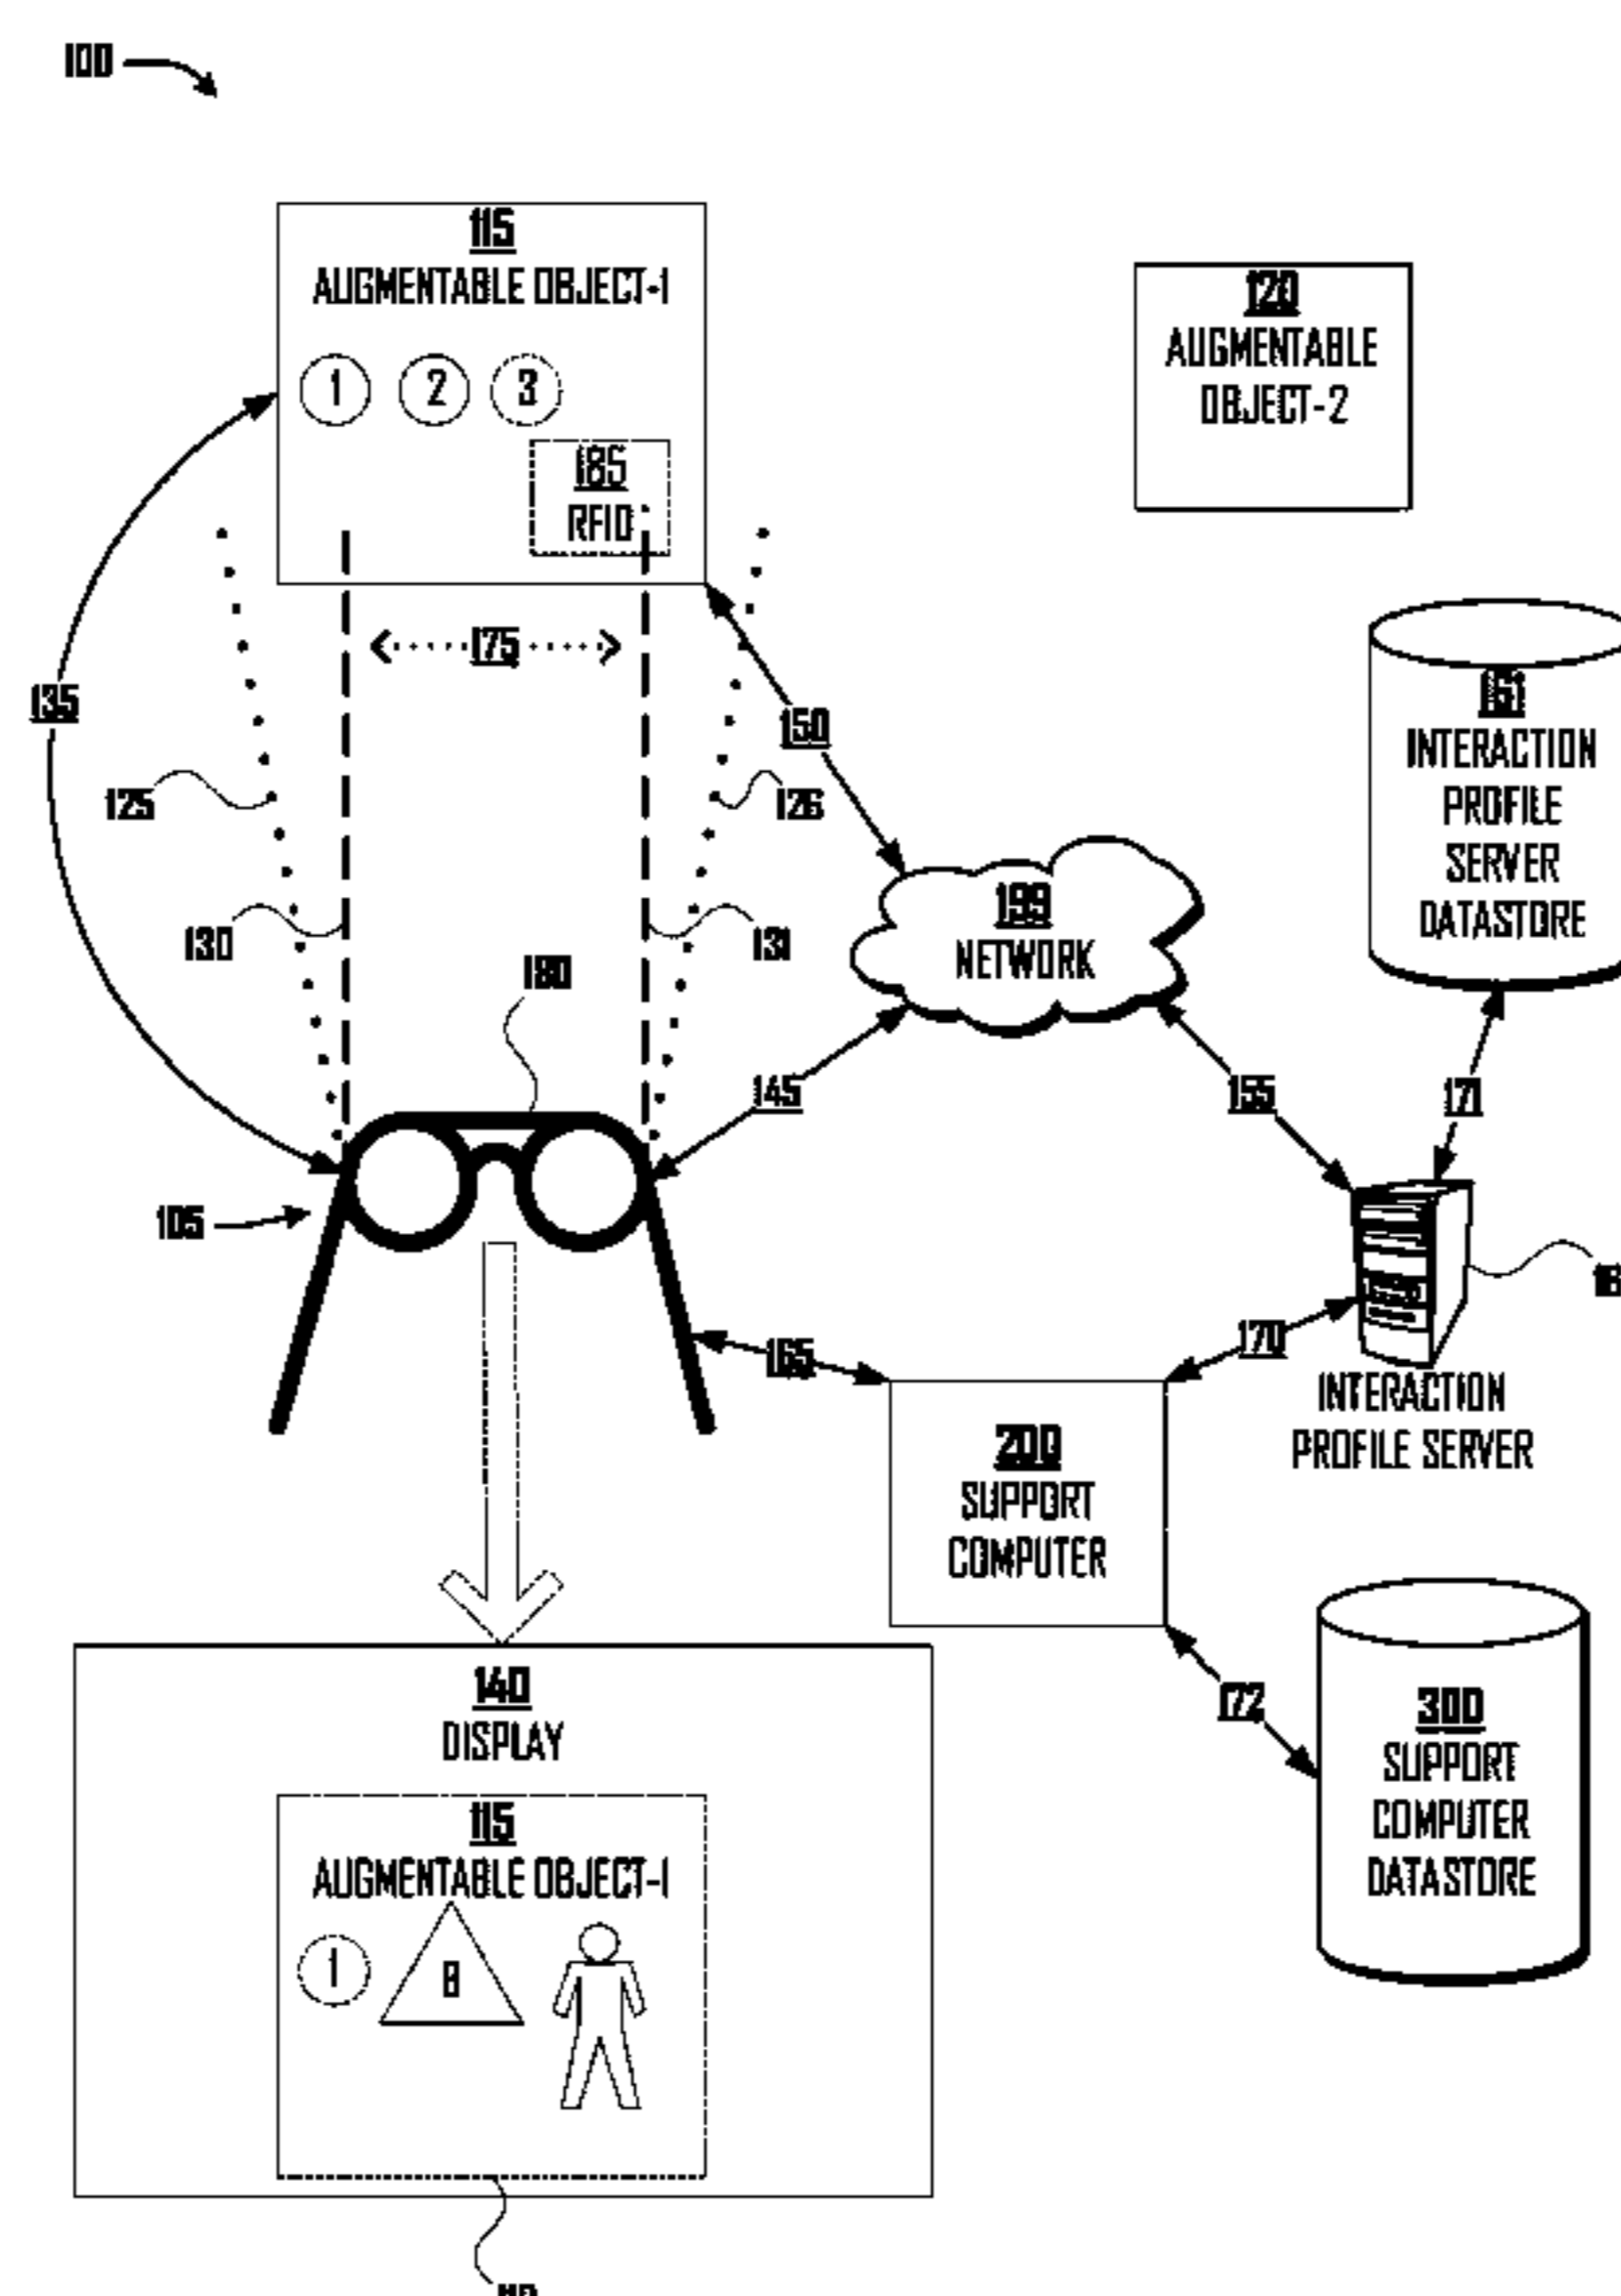 100
115
AUGMENTABLE OBJECT-1
1 2 3
185
RFID
120
AUGMENTABLE
OBJECT-2
175
135
150
125
126
130
131
180
199
NETWORK
161
INTERACTION
PROFILE
SERVER
DATASTORE
145
155
171
105
165
170
INTERACTION
PROFILE SERVER
200
SUPPORT
COMPUTER
172
300
SUPPORT
COMPUTER
DATASTORE
140
DISPLAY
115
AUGMENTABLE OBJECT-1
1 B